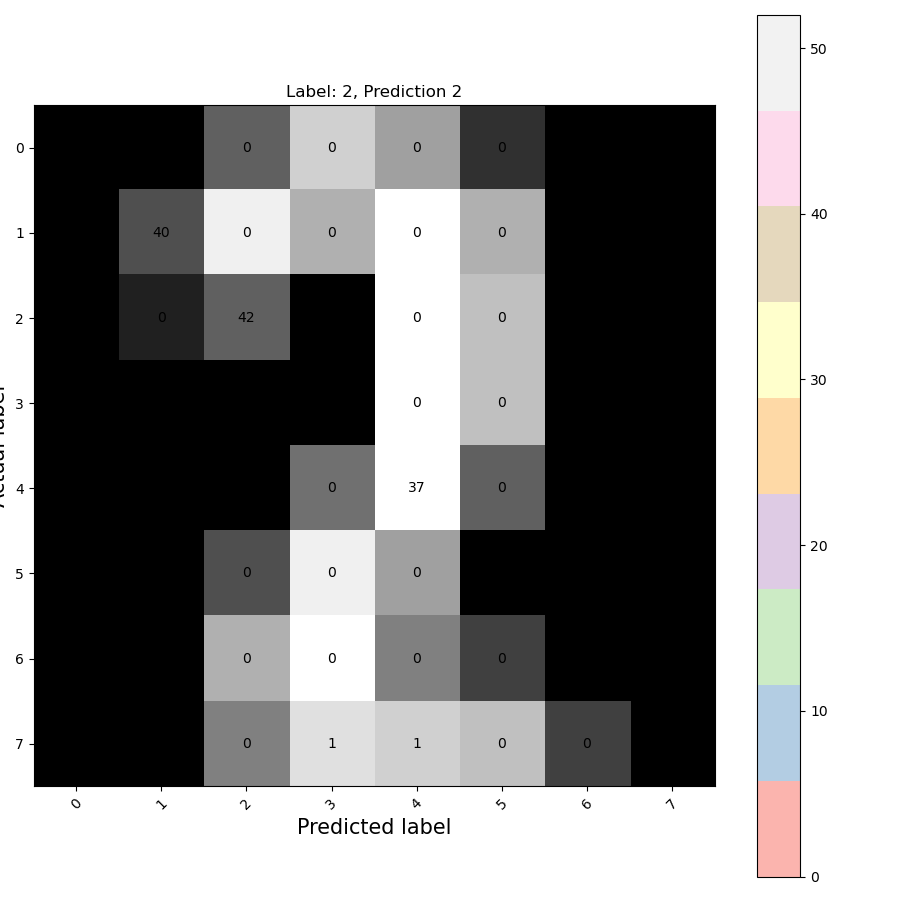 Label: 2, Prediction 2
0 0 0 0 0
1 40 0 0 0 0
2 0 42 0 0
3 0 0
4 0 37 0
5 0 0 0
6 0 0 0 0
7 0 1 1 0 0
0 1 2 3 4 5 6 7
Predicted label
50
40
30
20
10
0